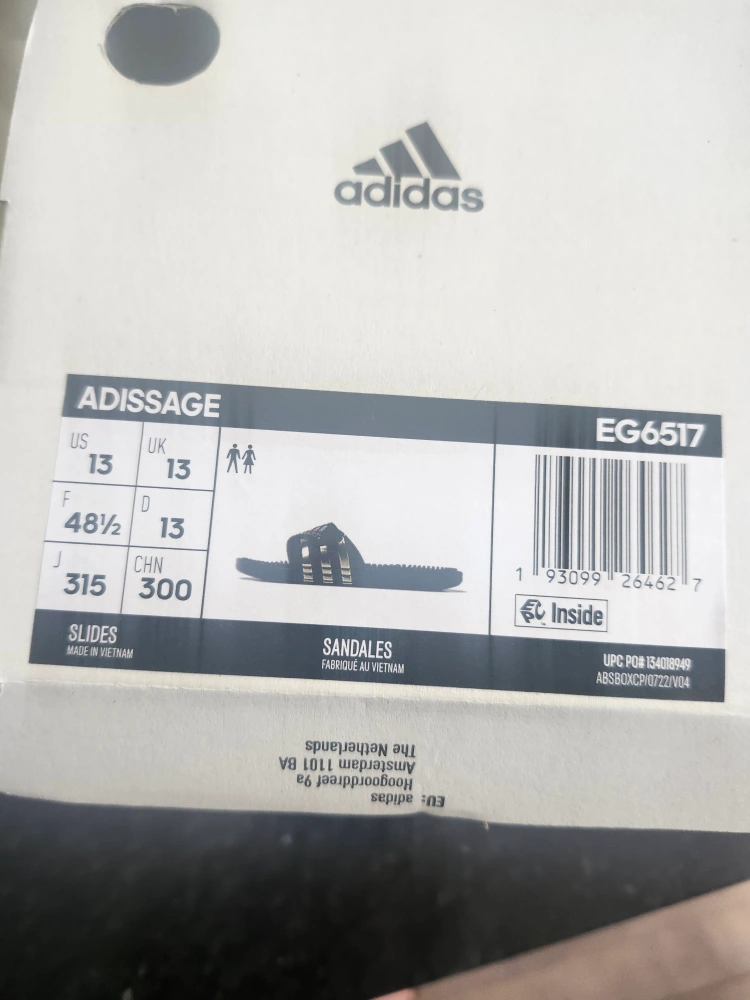 adidas
ADISSAGE
EG6517
US
13
UK
13
F
48½
D
13
J
315
CHN
300
1 93099 26462 7
EPC Inside
SLIDES
MADE IN VIETNAM
SANDALES
FABRIQUÉ AU VIETNAM
UPC PO# 134018949
ABSBOXCP/0722/V04
EU: adidas
Hoogoorddreef 9a
Amsterdam 1101 BA
The Netherlands